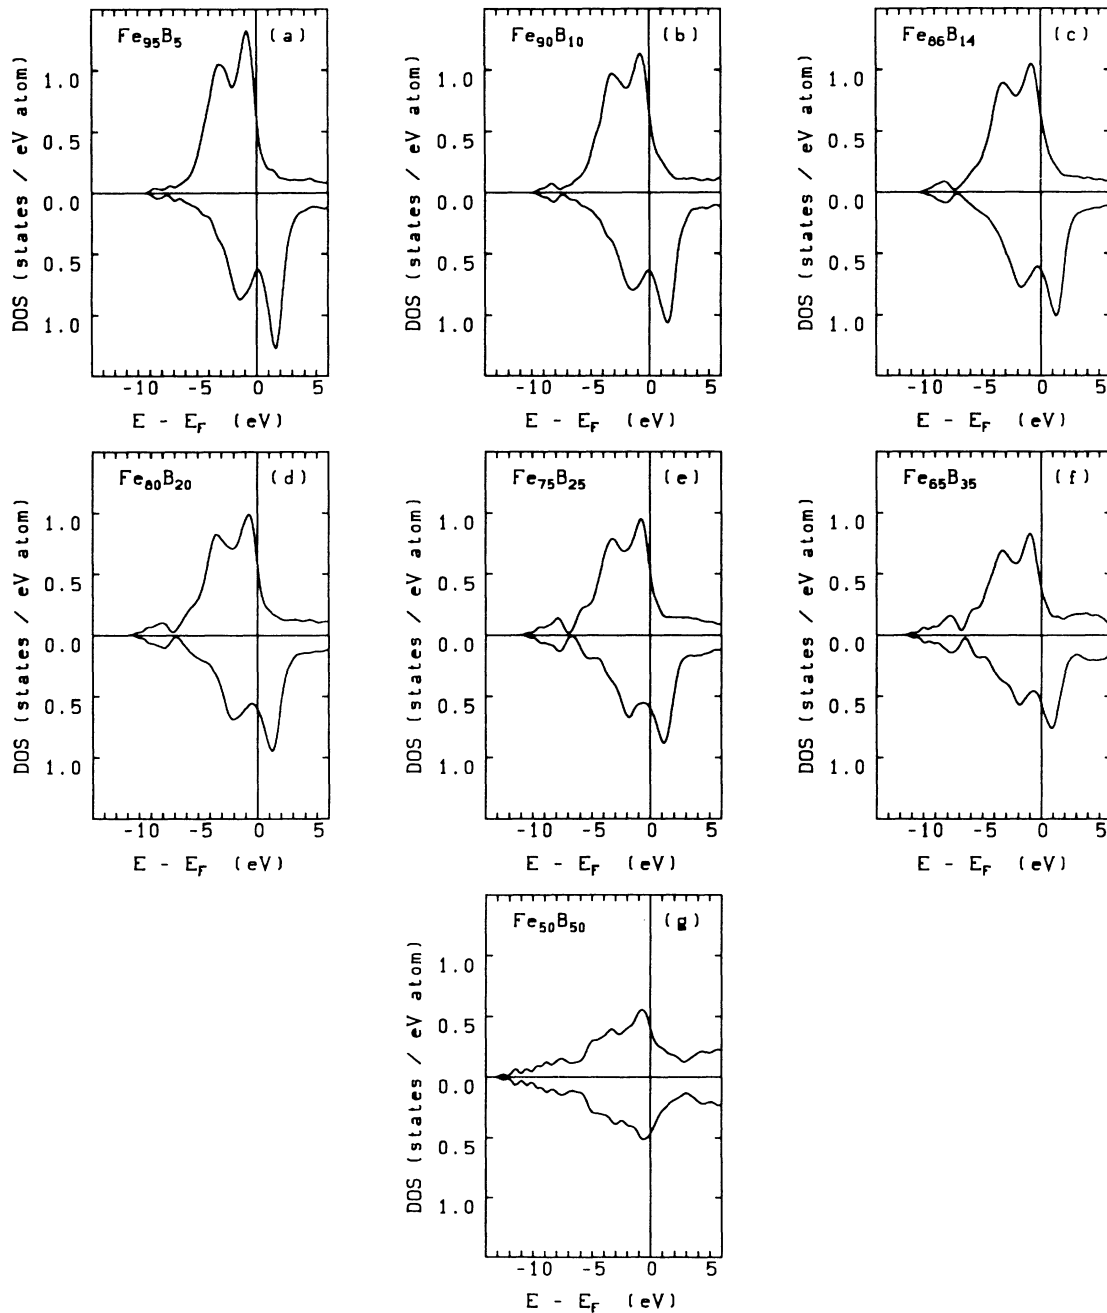 Fe₉₅B₅ (a)
DOS (states / eV atom)
1.0
0.5
0.0
0.5
1.0
-10 -5 0 5
E - E_F (eV)
Fe₉₀B₁₀ (b)
DOS (states / eV atom)
1.0
0.5
0.0
0.5
1.0
-10 -5 0 5
E - E_F (eV)
Fe₈₆B₁₄ (c)
DOS (states / eV atom)
1.0
0.5
0.0
0.5
1.0
-10 -5 0 5
E - E_F (eV)
Fe₈₀B₂₀ (d)
DOS (states / eV atom)
1.0
0.5
0.0
0.5
1.0
-10 -5 0 5
E - E_F (eV)
Fe₇₅B₂₅ (e)
DOS (states / eV atom)
1.0
0.5
0.0
0.5
1.0
-10 -5 0 5
E - E_F (eV)
Fe₆₅B₃₅ (f)
DOS (states / eV atom)
1.0
0.5
0.0
0.5
1.0
-10 -5 0 5
E - E_F (eV)
Fe₅₀B₅₀ (g)
DOS (states / eV atom)
1.0
0.5
0.0
0.5
1.0
-10 -5 0 5
E - E_F (eV)